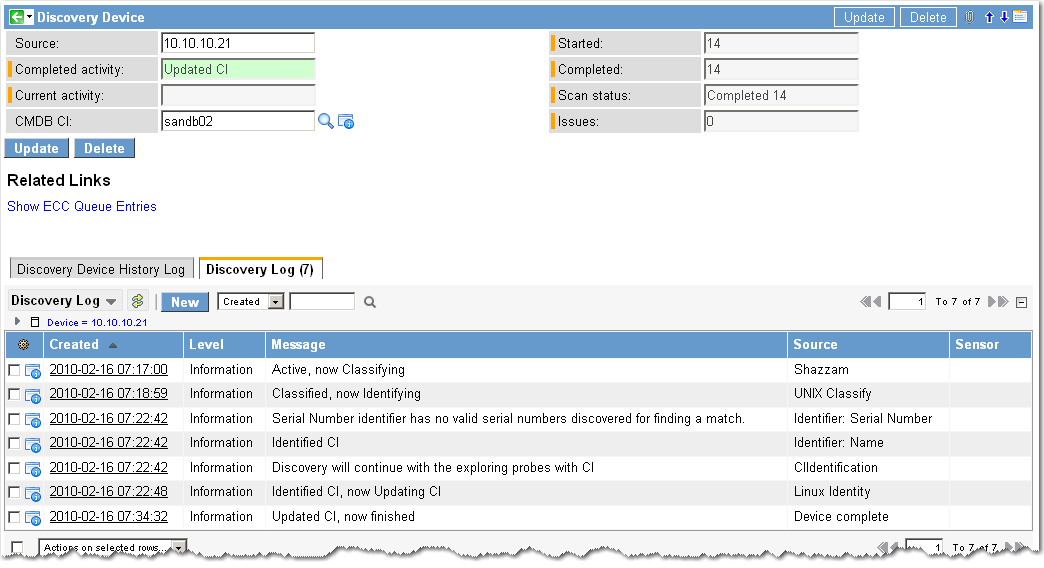 Discovery Device Update Delete
Source: 10.10.10.21 Started: 14
Completed activity: Updated CI Completed: 14
Current activity: Scan status: Completed 14
CMDB CI: sandb02 Issues: 0
Update Delete
Related Links
Show ECC Queue Entries
Discovery Device History Log Discovery Log (7)
Discovery Log New Created 1 To 7 of 7
Device = 10.10.10.21
Created Level Message Source Sensor
2010-02-16 07:17:00 Information Active, now Classifying Shazzam
2010-02-16 07:18:59 Information Classified, now Identifying UNIX Classify
2010-02-16 07:22:42 Information Serial Number identifier has no valid serial numbers discovered for finding a match. Identifier: Serial Number
2010-02-16 07:22:42 Information Identified CI Identifier: Name
2010-02-16 07:22:42 Information Discovery will continue with the exploring probes with CI CIIdentification
2010-02-16 07:22:48 Information Identified CI, now Updating CI Linux Identity
2010-02-16 07:34:32 Information Updated CI, now finished Device complete
Actions on selected rows... 1 To 7 of 7